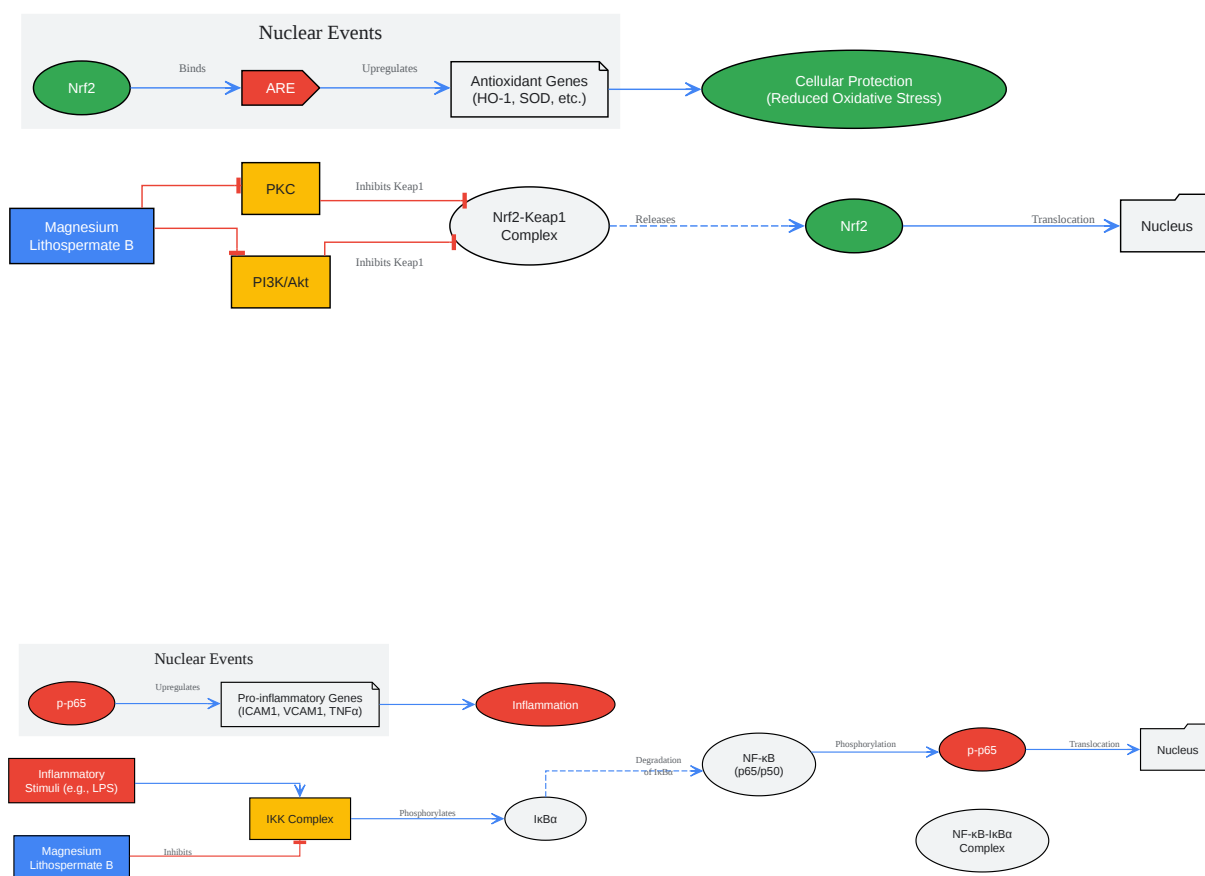 Nuclear Events
Nrf2
Binds
ARE
Upregulates
Antioxidant Genes
(HO-1, SOD, etc.)
Cellular Protection
(Reduced Oxidative Stress)
Magnesium
Lithospermate B
PKC
Inhibits Keap1
PI3K/Akt
Inhibits Keap1
Nrf2-Keap1
Complex
Releases
Nrf2
Translocation
Nucleus
Nuclear Events
p-p65
Upregulates
Pro-inflammatory Genes
(ICAM1, VCAM1, TNFα)
Inflammation
Inflammatory
Stimuli (e.g., LPS)
Magnesium
Lithospermate B
Inhibits
IKK Complex
Phosphorylates
IκBα
Degradation
of IκBα
NF-κB
(p65/p50)
Phosphorylation
p-p65
Translocation
Nucleus
NF-κB-IκBα
Complex